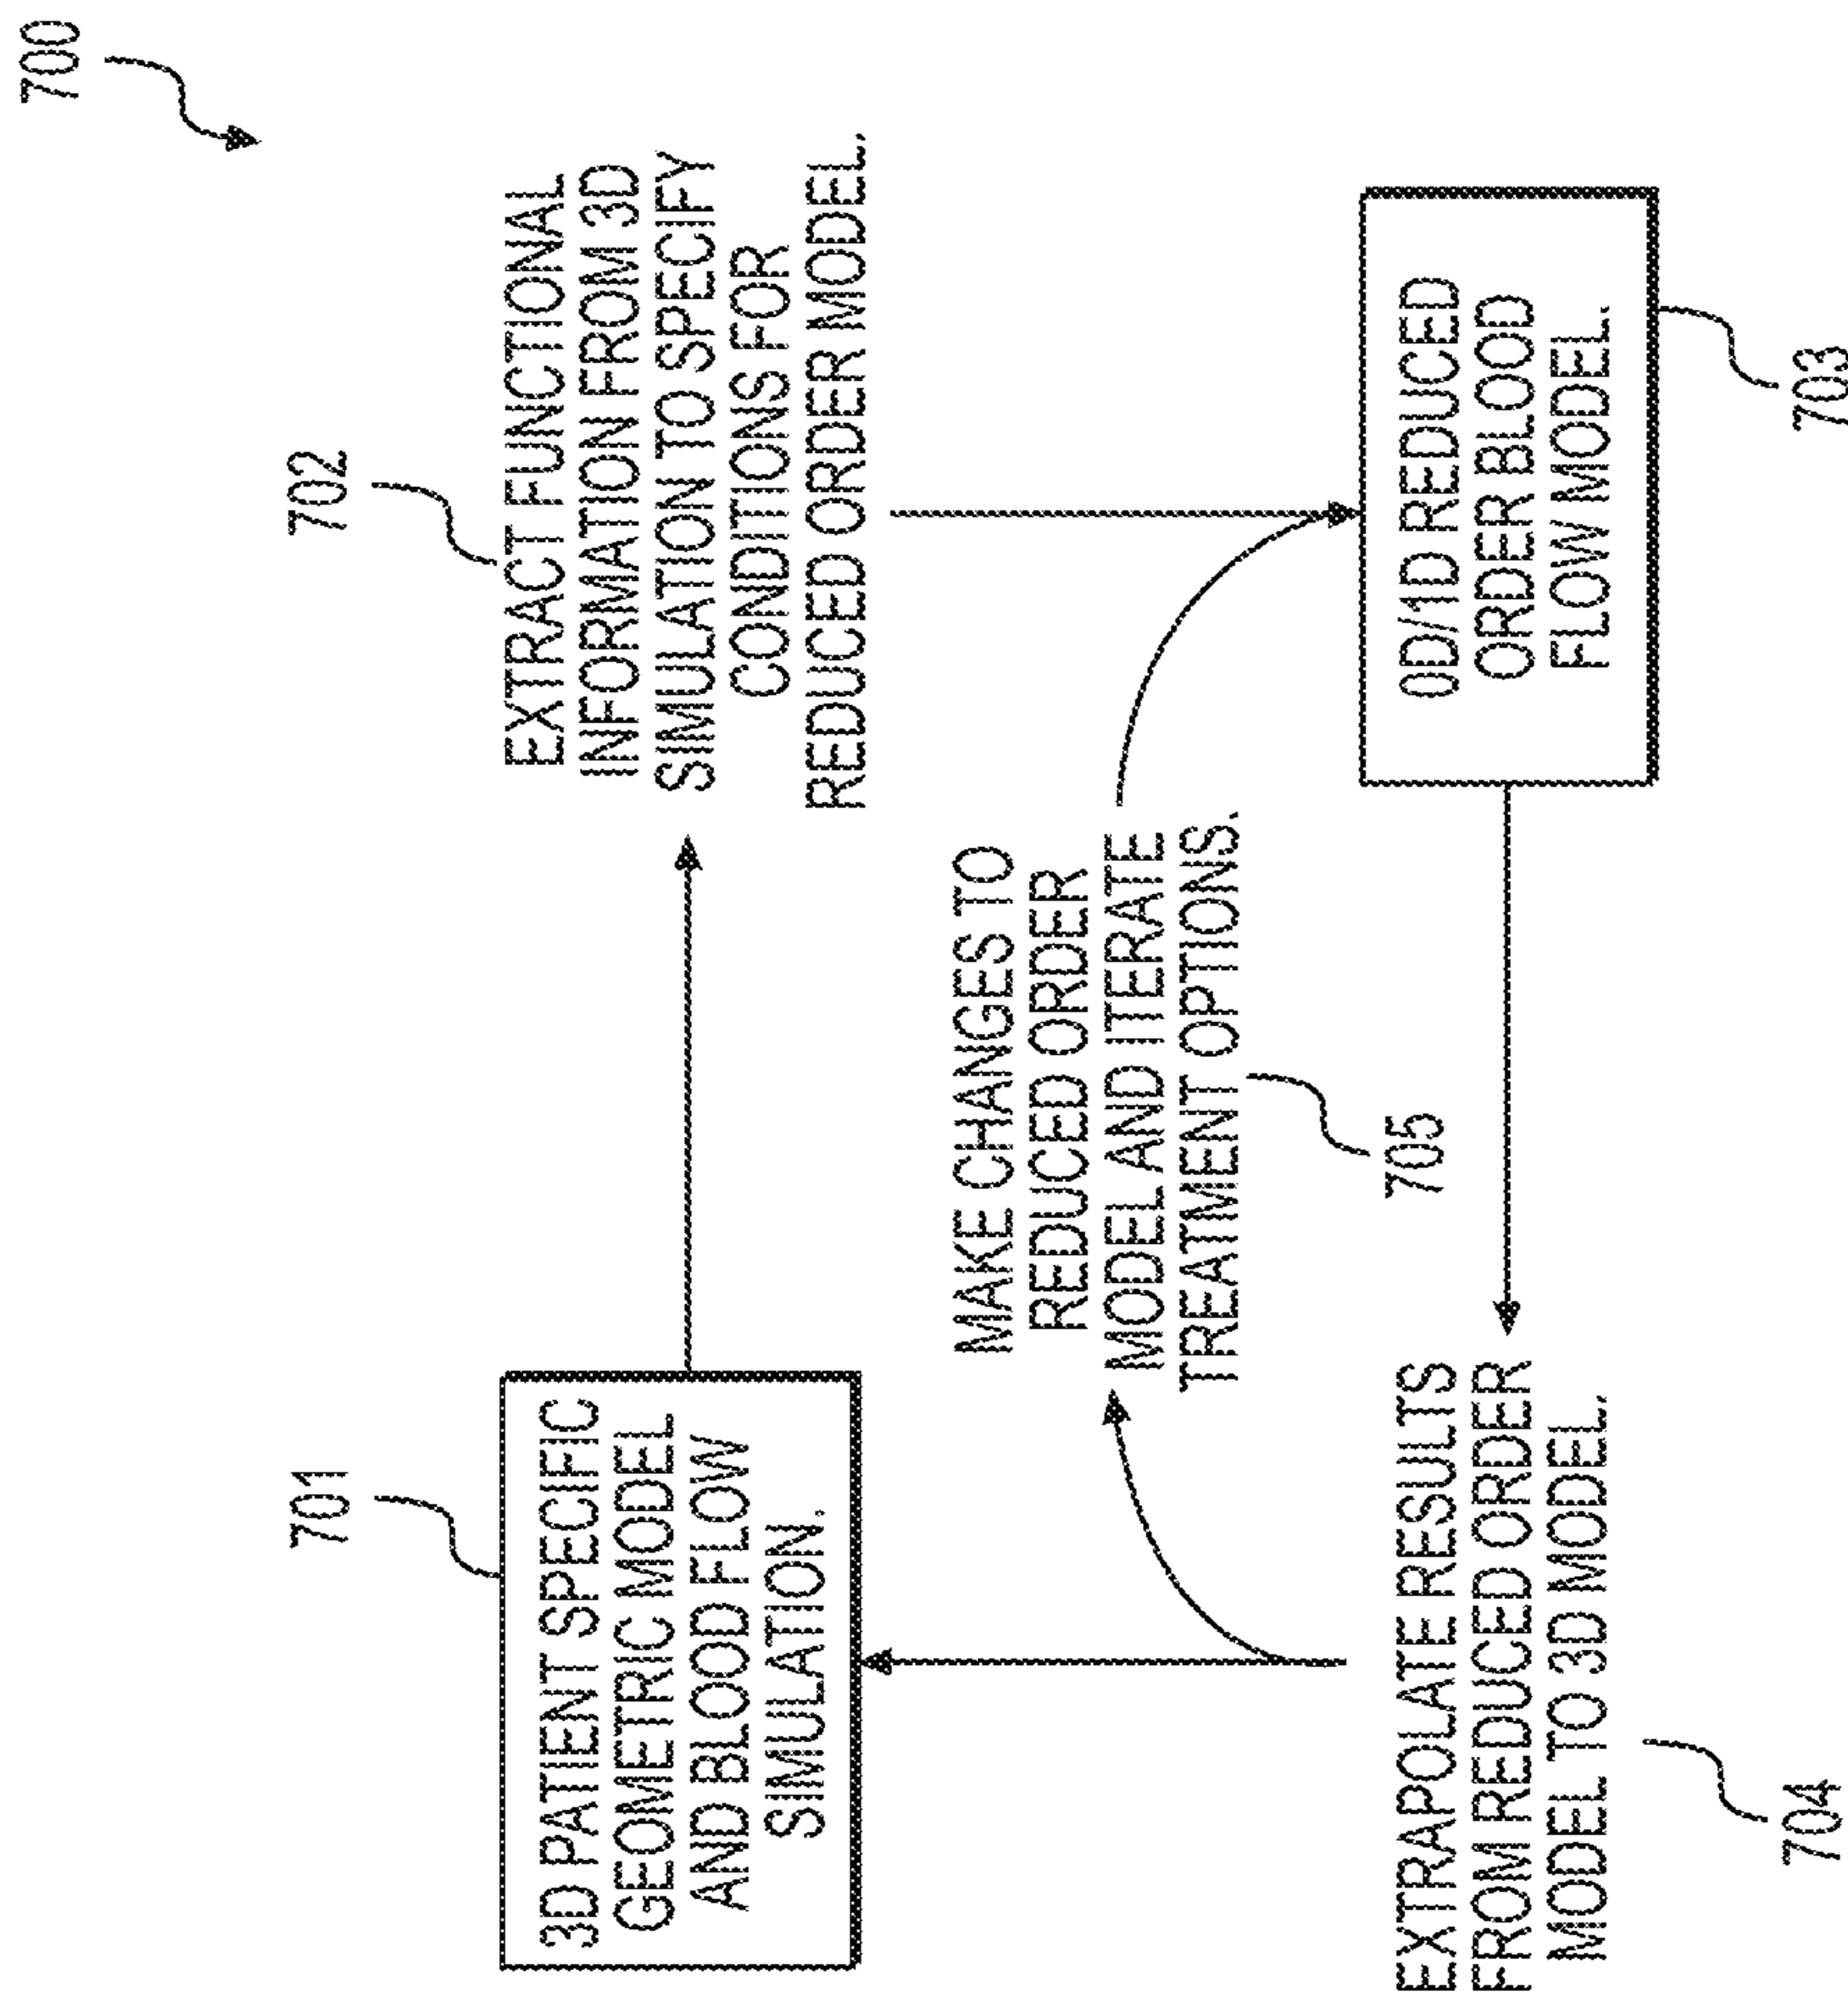 700
701
3D PATIENT SPECIFIC
GEOMETRIC MODEL
AND BLOOD FLOW
SIMULATION.
702
EXTRACT FUNCTIONAL
INFORMATION FROM 3D
SIMULATION TO SPECIFY
CONDITIONS FOR
REDUCED ORDER MODEL.
MAKE CHANGES TO
REDUCED ORDER
MODEL AND ITERATE
TREATMENT OPTIONS.
705
EXTRAPOLATE RESULTS
FROM REDUCED ORDER
MODEL TO 3D MODEL.
704
0D/1D REDUCED
ORDER BLOOD
FLOW MODEL.
703